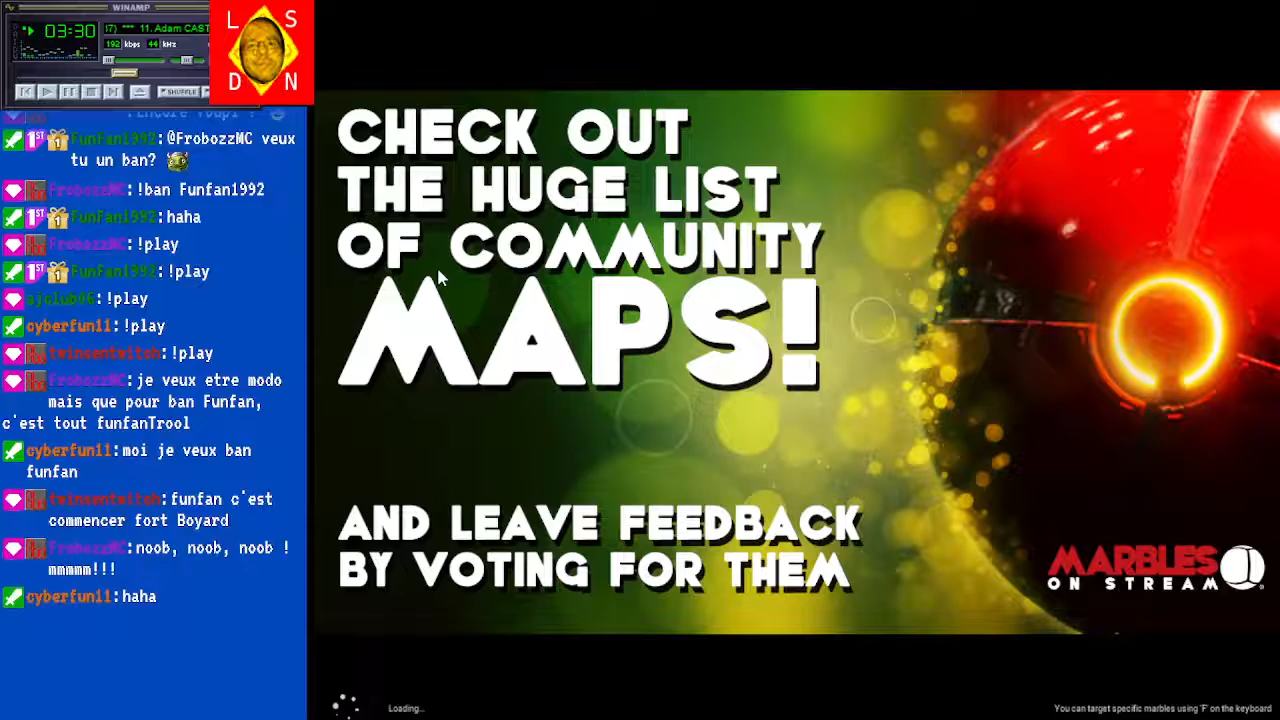 WINAMP
03:30
17) *** 11. Adam CAST
192 kbps 44 kHz
SHUFFLE
L S
D N
FunFan1992: @FrobozzMC veux
tu un ban?
FrobozzMC: !ban Funfan1992
FunFan1992: haha
FrobozzMC: !play
FunFan1992: !play
ajclub06: !play
cyberfun11: !play
twinsentwitch: !play
FrobozzMC: je veux etre modo
mais que pour ban Funfan,
c'est tout funfanTrool
cyberfun11: moi je veux ban
funfan
twinsentwitch: funfan c'est
commencer fort Boyard
FrobozzMC: noob, noob, noob !
mmmmm!!!
cyberfun11: haha
CHECK OUT
THE HUGE LIST
OF COMMUNITY
MAPS!
AND LEAVE FEEDBACK
BY VOTING FOR THEM
MARBLES
ON STREAM
Loading...
You can target specific marbles using 'F' on the keyboard